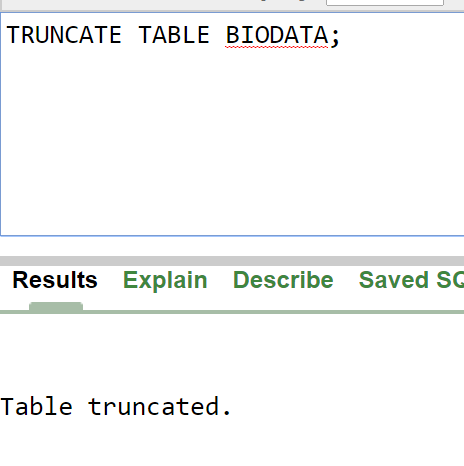 TRUNCATE TABLE BIODATA;
Results Explain Describe Saved SQ
Table truncated.